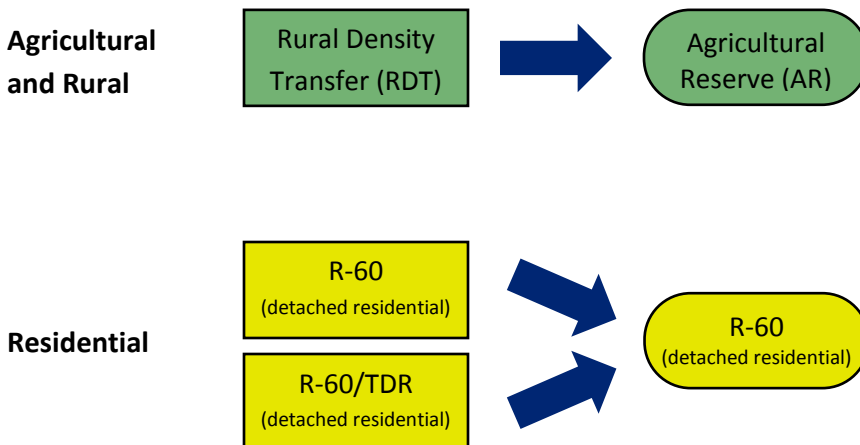 Agricultural
and Rural
Rural Density
Transfer (RDT)
Agricultural
Reserve (AR)
Residential
R-60
(detached residential)
R-60/TDR
(detached residential)
R-60
(detached residential)